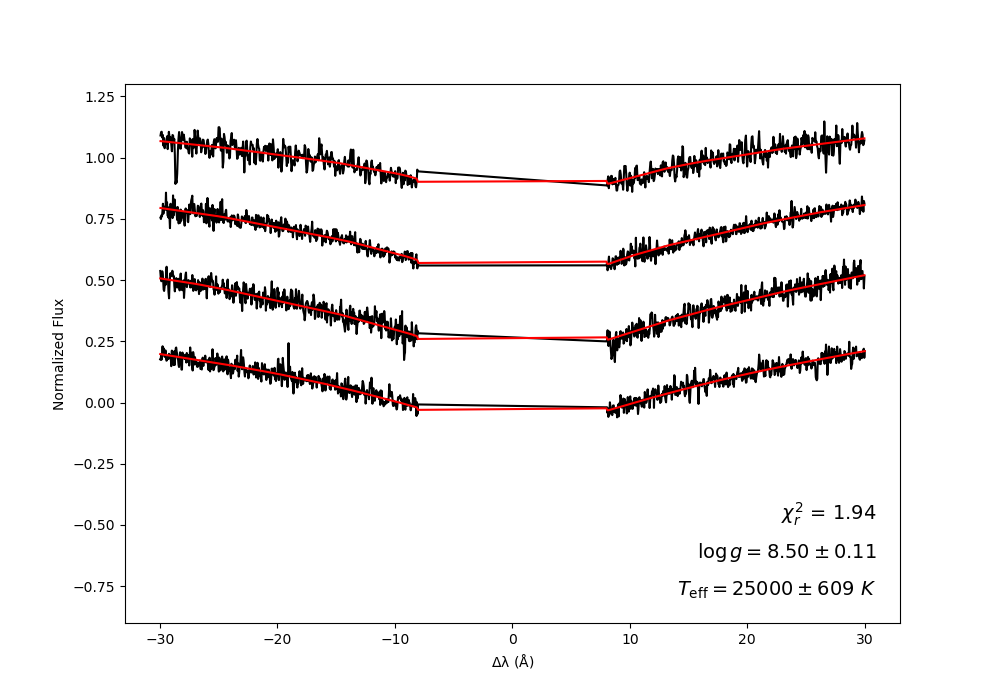 1.25
1.00
0.75
0.50
0.25
0.00
−0.25
−0.50
−0.75
Normalized Flux
χ²ᵣ = 1.94
log g = 8.50 ± 0.11
T_eff = 25000 ± 609 K
−30 −20 −10 0 10 20 30
Δλ (Å)